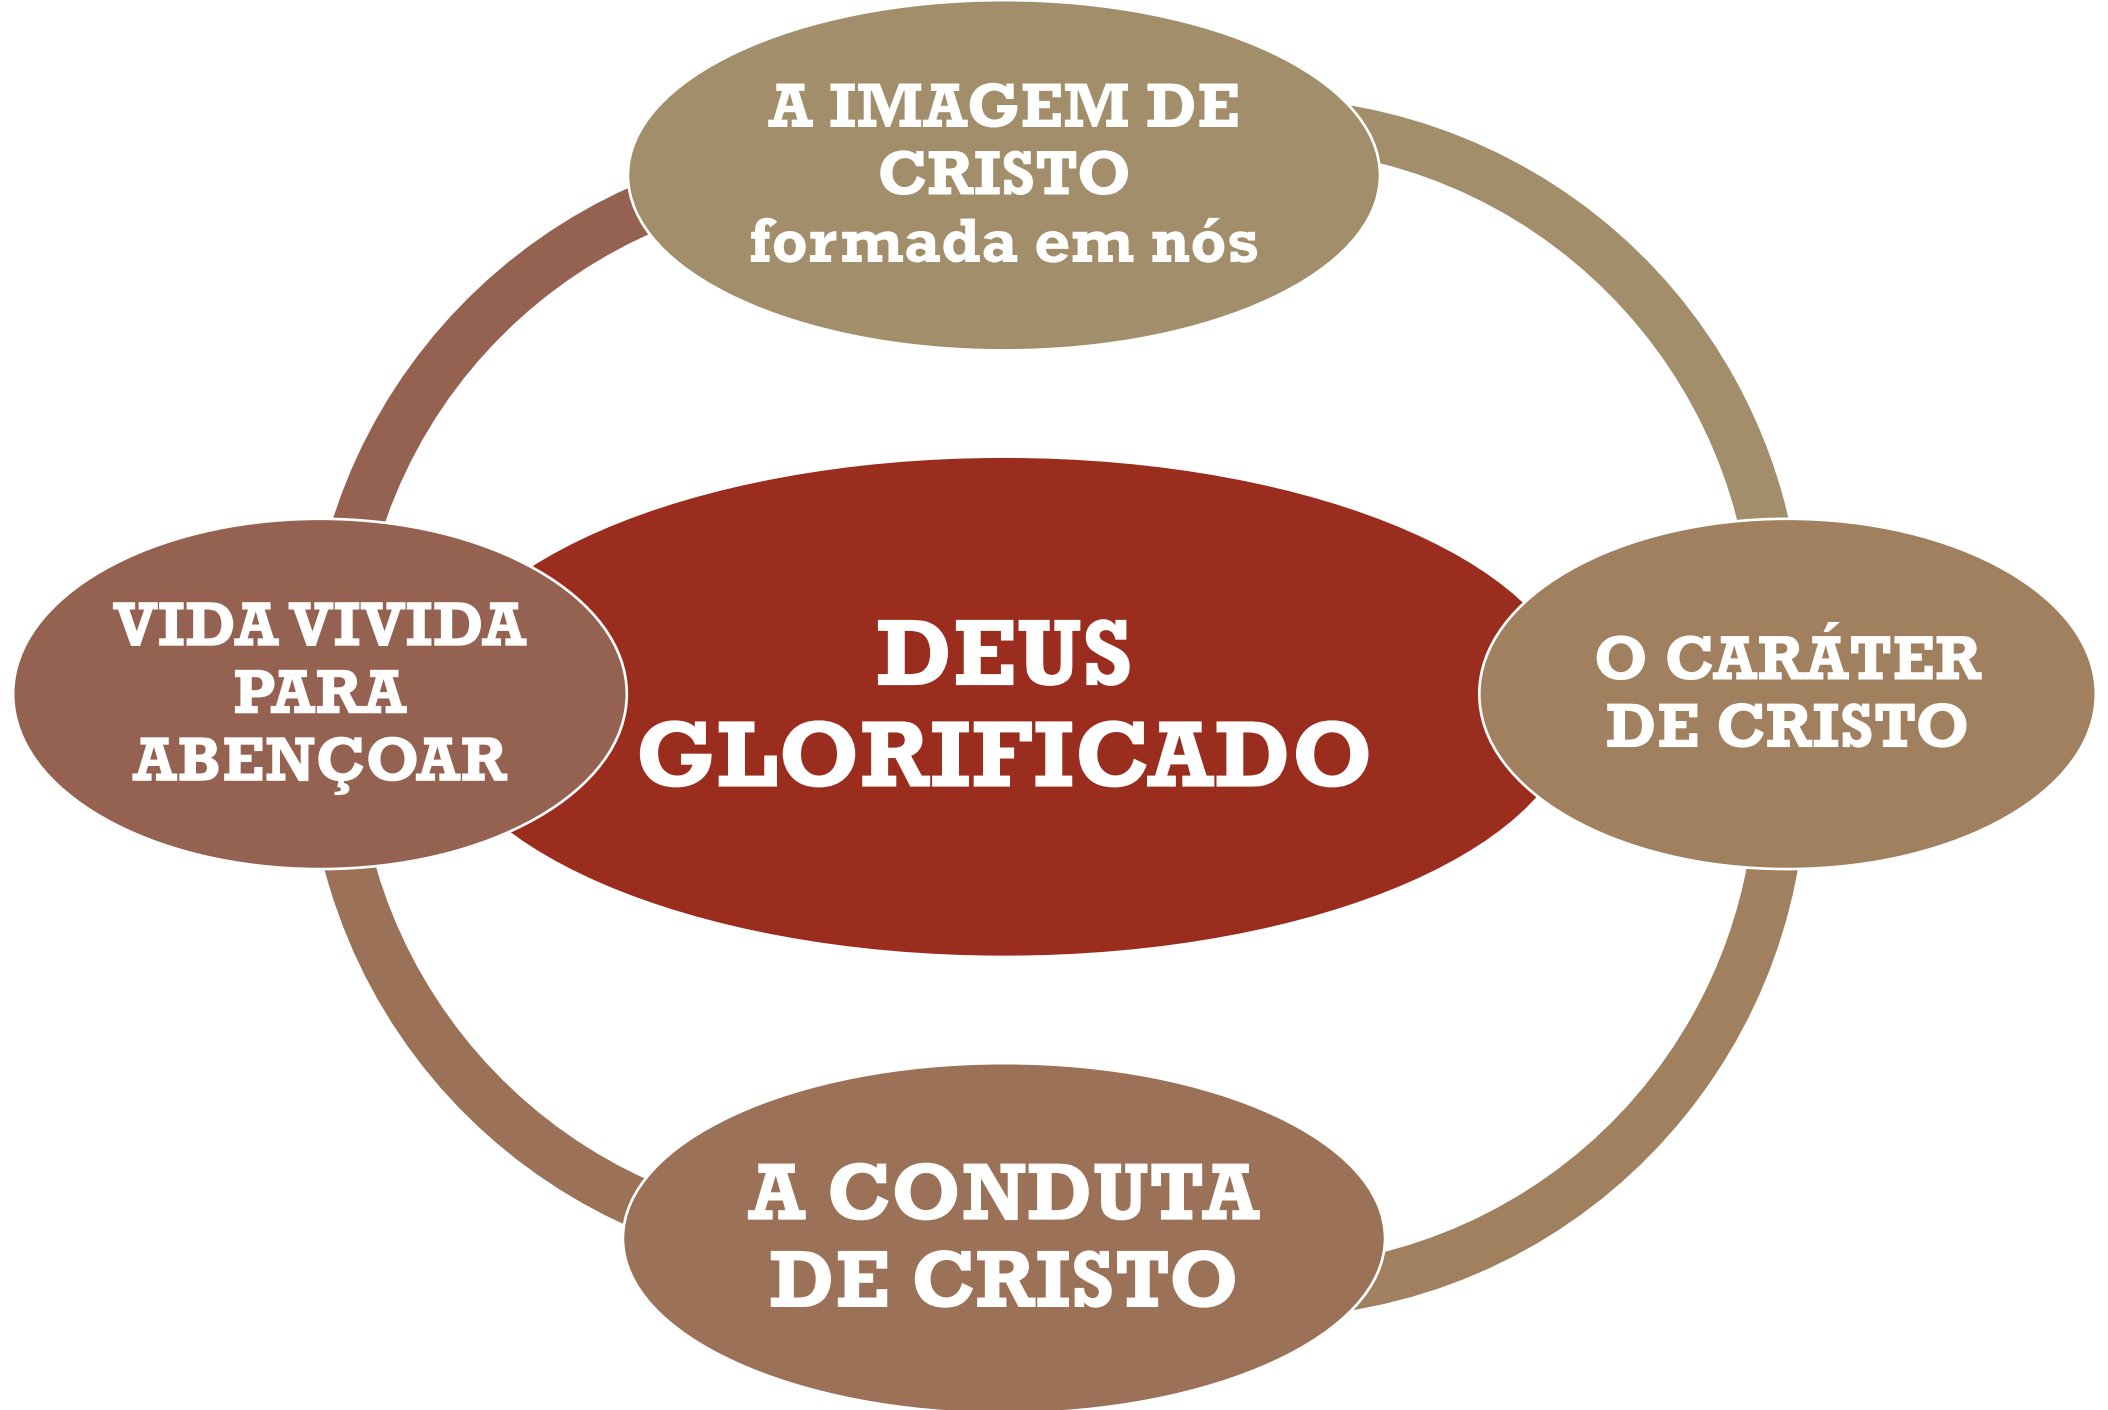 A IMAGEM DE
CRISTO
formada em nós
DEUS
GLORIFICADO
VIDA VIVIDA
PARA
ABENÇOAR
O CARÁTER
DE CRISTO
A CONDUTA
DE CRISTO